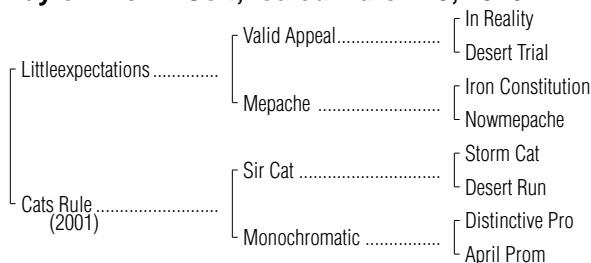 In Reality
Valid Appeal
Desert Trial
Littleexpectations
Iron Constitution
Mepache
Nowmepache
Storm Cat
Sir Cat
Desert Run
Cats Rule
(2001)
Distinctive Pro
Monochromatic
April Prom